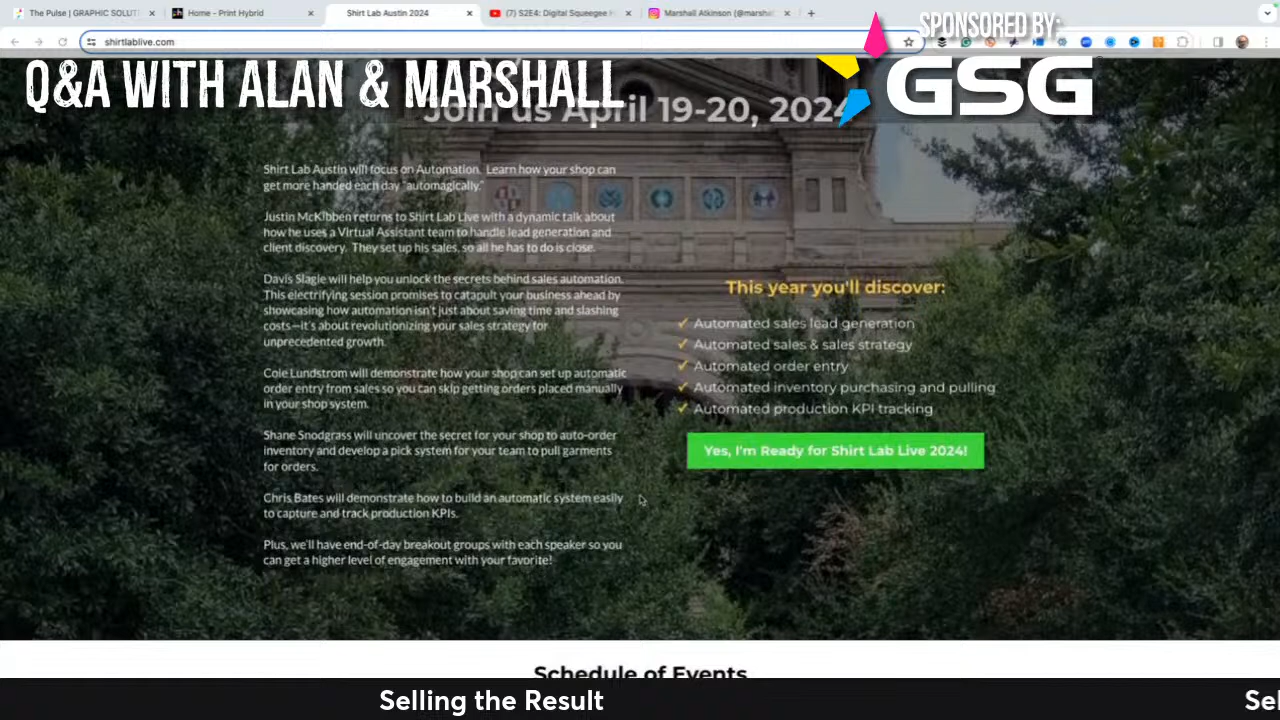 The Pulse | GRAPHIC SOLUT
Home - Print Hybrid
Shirt Lab Austin 2024
(7) S2E4: Digital Squeegee
Marshall Atkinson (@marshal
shirtlablive.com
SPONSORED BY:
GSG
Q&A WITH ALAN & MARSHALL
Join us April 19-20, 2024
Shirt Lab Austin will focus on Automation. Learn how your shop can
get more handed each day "automagically."
Justin McKibben returns to Shirt Lab Live with a dynamic talk about
how he uses a Virtual Assistant team to handle lead generation and
client discovery. They set up his sales, so all he has to do is close.
Davis Slagle will help you unlock the secrets behind sales automation.
This electrifying session promises to catapult your business ahead by
showcasing how automation isn't just about saving time and slashing
costs—it's about revolutionizing your sales strategy for
unprecedented growth.
Cole Lundstrom will demonstrate how your shop can set up automatic
order entry from sales so you can skip getting orders placed manually
in your shop system.
Shane Snodgrass will uncover the secret for your shop to auto-order
inventory and develop a pick system for your team to pull garments
for orders.
Chris Bates will demonstrate how to build an automatic system easily
to capture and track production KPIs.
Plus, we'll have end-of-day breakout groups with each speaker so you
can get a higher level of engagement with your favorite!
This year you'll discover:
✓ Automated sales lead generation
✓ Automated sales & sales strategy
✓ Automated order entry
✓ Automated inventory purchasing and pulling
✓ Automated production KPI tracking
Yes, I'm Ready for Shirt Lab Live 2024!
Schedule of Events
Selling the Result
Sel